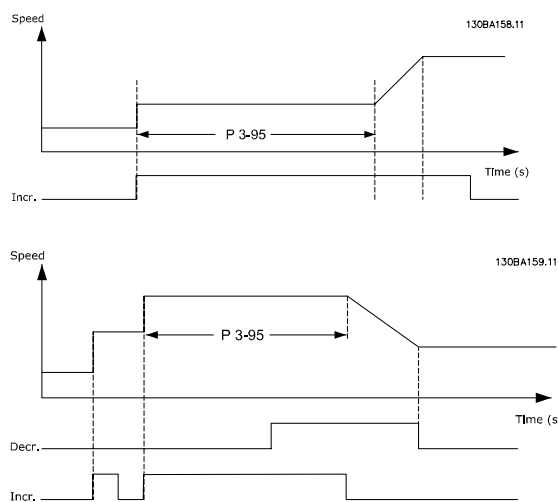 Speed
130BA158.11
P 3-95
Time (s)
Incr.
Speed
130BA159.11
P 3-95
Time (s
Decr.
Incr.